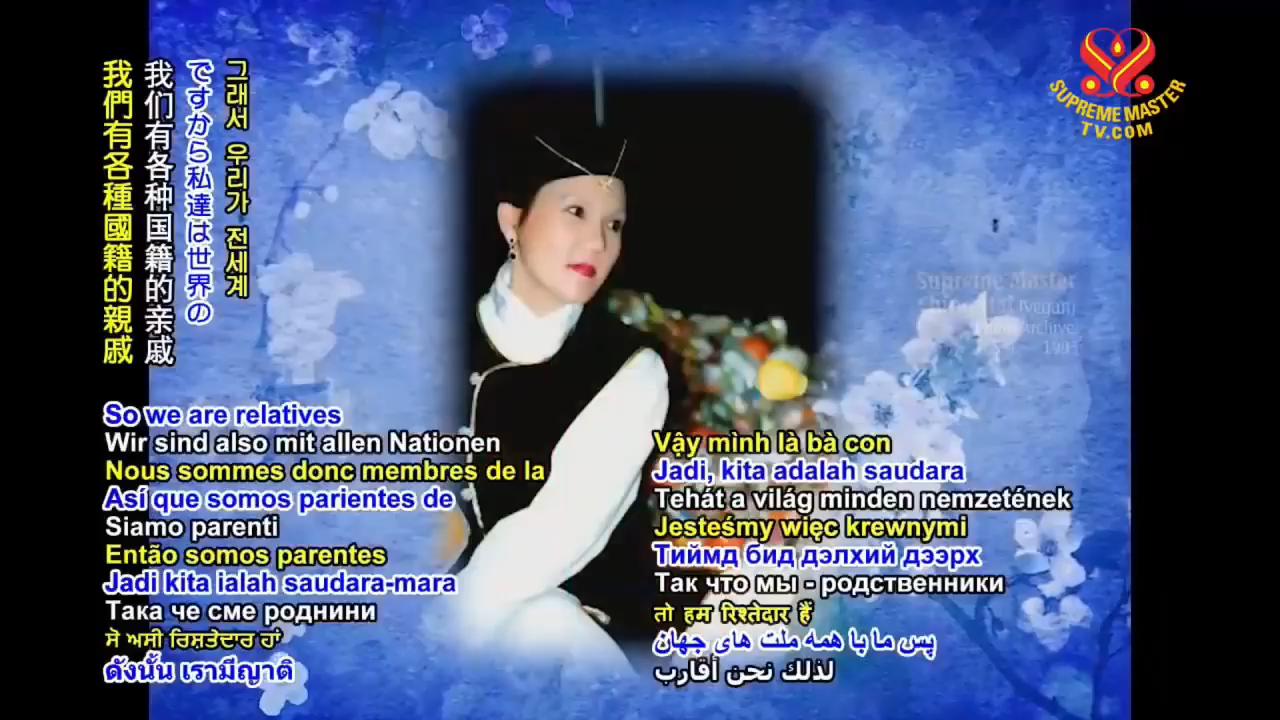 그래서 우리가 전세계
ですから私達は世界の
我们有各种国籍的亲戚
我們有各種國籍的親戚
SUPREME MASTER
TV.COM
Supreme Master
(Vegan)
Archive
So we are relatives
Wir sind also mit allen Nationen
Nous sommes donc membres de la
Así que somos parientes de
Siamo parenti
Então somos parentes
Jadi kita ialah saudara-mara
Така че сме роднини
ਸੋ ਅਸੀ ਰਿਸ਼ਤੇਦਾਰ ਹਾਂ
ดังนั้น เรามีญาติ
Vậy mình là bà con
Jadi, kita adalah saudara
Tehát a világ minden nemzetének
Jesteśmy więc krewnymi
Тиймд бид дэлхий дээрх
Так что мы - родственники
तो हम रिश्तेदार हैं
پس ما با همه ملت های جهان
لذلك نحن أقارب